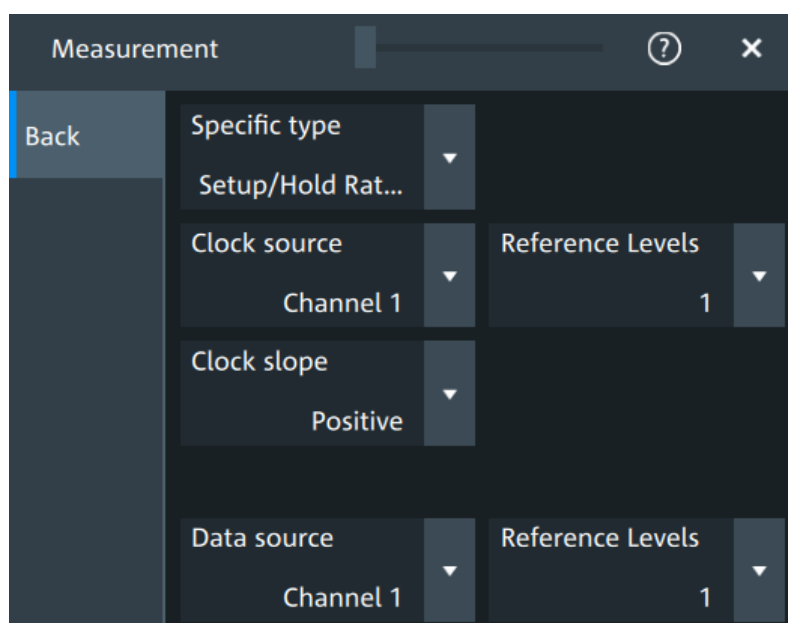 Measurement
Back
Specific type
Setup/Hold Rat...
Clock source
Channel 1
Reference Levels
1
Clock slope
Positive
Data source
Channel 1
Reference Levels
1